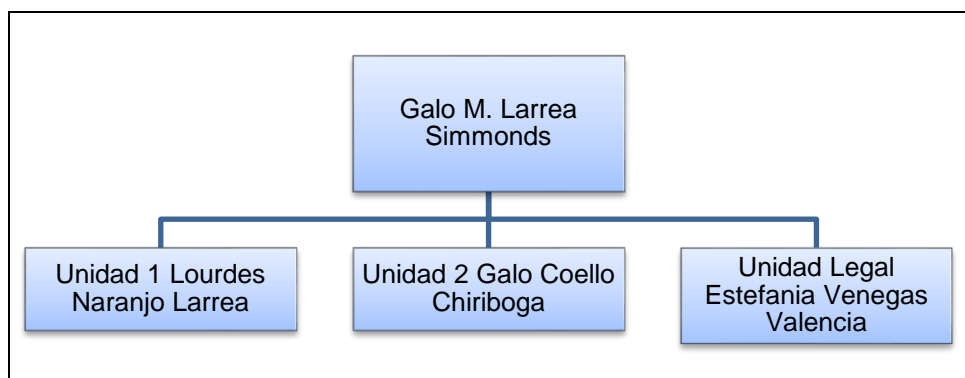 Galo M. Larrea
Simmonds
Unidad 1 Lourdes
Naranjo Larrea
Unidad 2 Galo Coello
Chiriboga
Unidad Legal
Estefania Venegas
Valencia